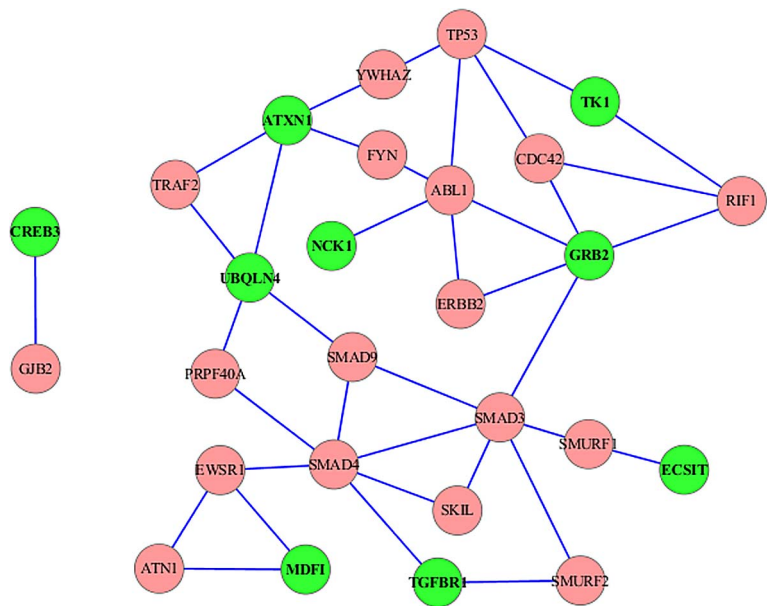 TP53
YWHAZ
TK1
ATXN1
FYN
CDC42
TRAF2
ABL1
RIF1
CREB3
NCK1
GRB2
UBQLN4
ERBB2
SMAD9
GJB2
PRPF40A
SMAD3
SMURF1
EWSR1
SMAD4
ECSIT
SKIL
ATN1
MDFI
TGFBR1
SMURF2